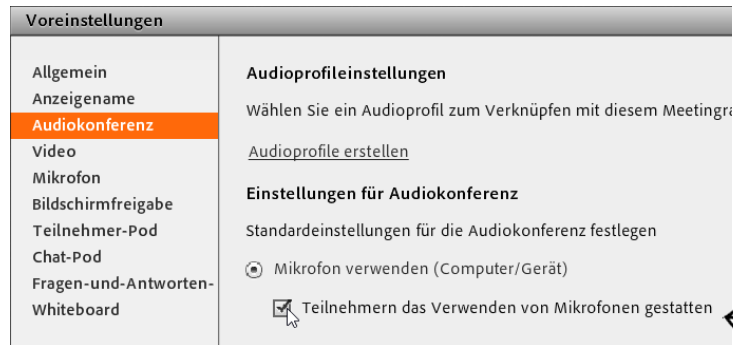 Voreinstellungen
Allgemein
Anzeigename
Audiokonferenz
Video
Mikrofon
Bildschirmfreigabe
Teilnehmer-Pod
Chat-Pod
Fragen-und-Antworten-
Whiteboard
Audioprofileinstellungen
Wählen Sie ein Audioprofil zum Verknüpfen mit diesem Meetingra
Audioprofile erstellen
Einstellungen für Audiokonferenz
Standardeinstellungen für die Audiokonferenz festlegen
Mikrofon verwenden (Computer/Gerät)
Teilnehmern das Verwenden von Mikrofonen gestatten